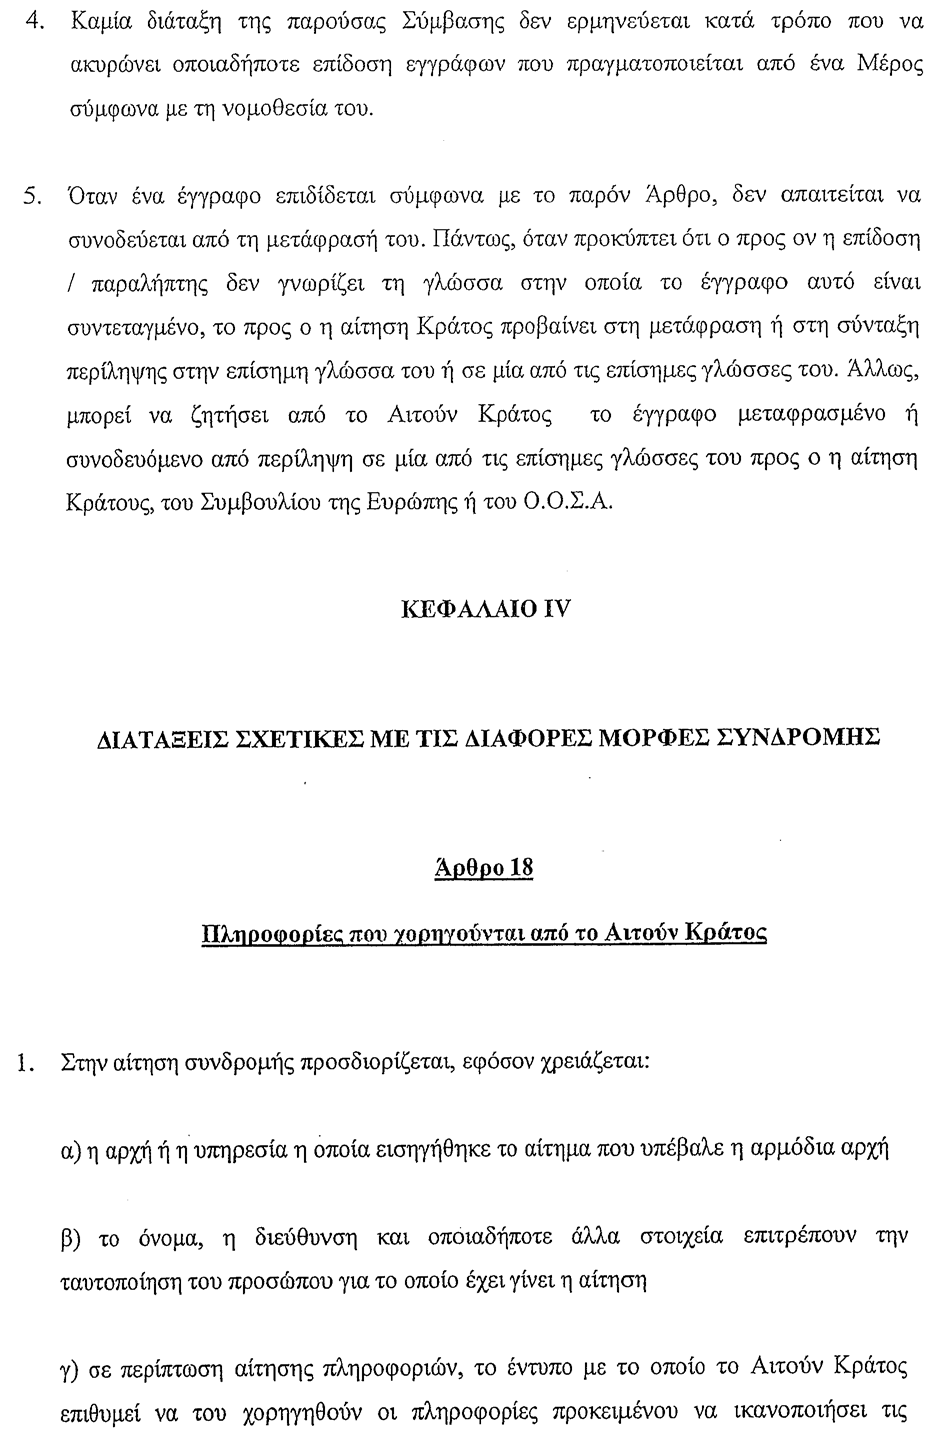 4. Καμία διάταξη της παρούσας Σύμβασης δεν ερμηνεύεται κατά τρόπο που να
ακυρώνει οποιαδήποτε επίδοση εγγράφων που πραγματοποιείται από ένα Μέρος
σύμφωνα με τη νομοθεσία του.
5. Όταν ένα έγγραφο επιδίδεται σύμφωνα με το παρόν Άρθρο, δεν απαιτείται να
συνοδεύεται από τη μετάφρασή του. Πάντως, όταν προκύπτει ότι ο προς ον η επίδοση
/ παραλήπτης δεν γνωρίζει τη γλώσσα στην οποία το έγγραφο αυτό είναι
συντεταγμένο, το προς ο η αίτηση Κράτος προβαίνει στη μετάφραση ή στη σύνταξη
περίληψης στην επίσημη γλώσσα του ή σε μία από τις επίσημες γλώσσες του. Άλλως,
μπορεί να ζητήσει από το Αιτούν Κράτος το έγγραφο μεταφρασμένο ή
συνοδευόμενο από περίληψη σε μία από τις επίσημες γλώσσες του προς ο η αίτηση
Κράτους, του Συμβουλίου της Ευρώπης ή του Ο.Ο.Σ.Α.
ΚΕΦΑΛΑΙΟ IV
ΔΙΑΤΑΞΕΙΣ ΣΧΕΤΙΚΕΣ ΜΕ ΤΙΣ ΔΙΑΦΟΡΕΣ ΜΟΡΦΕΣ ΣΥΝΔΡΟΜΗΣ
Άρθρο 18
Πληροφορίες που χορηγούνται από το Αιτούν Κράτος
1. Στην αίτηση συνδρομής προσδιορίζεται, εφόσον χρειάζεται:
α) η αρχή ή η υπηρεσία η οποία εισηγήθηκε το αίτημα που υπέβαλε η αρμόδια αρχή
β) το όνομα, η διεύθυνση και οποιαδήποτε άλλα στοιχεία επιτρέπουν την
ταυτοποίηση του προσώπου για το οποίο έχει γίνει η αίτηση
γ) σε περίπτωση αίτησης πληροφοριών, το έντυπο με το οποίο το Αιτούν Κράτος
επιθυμεί να του χορηγηθούν οι πληροφορίες προκειμένου να ικανοποιήσει τις